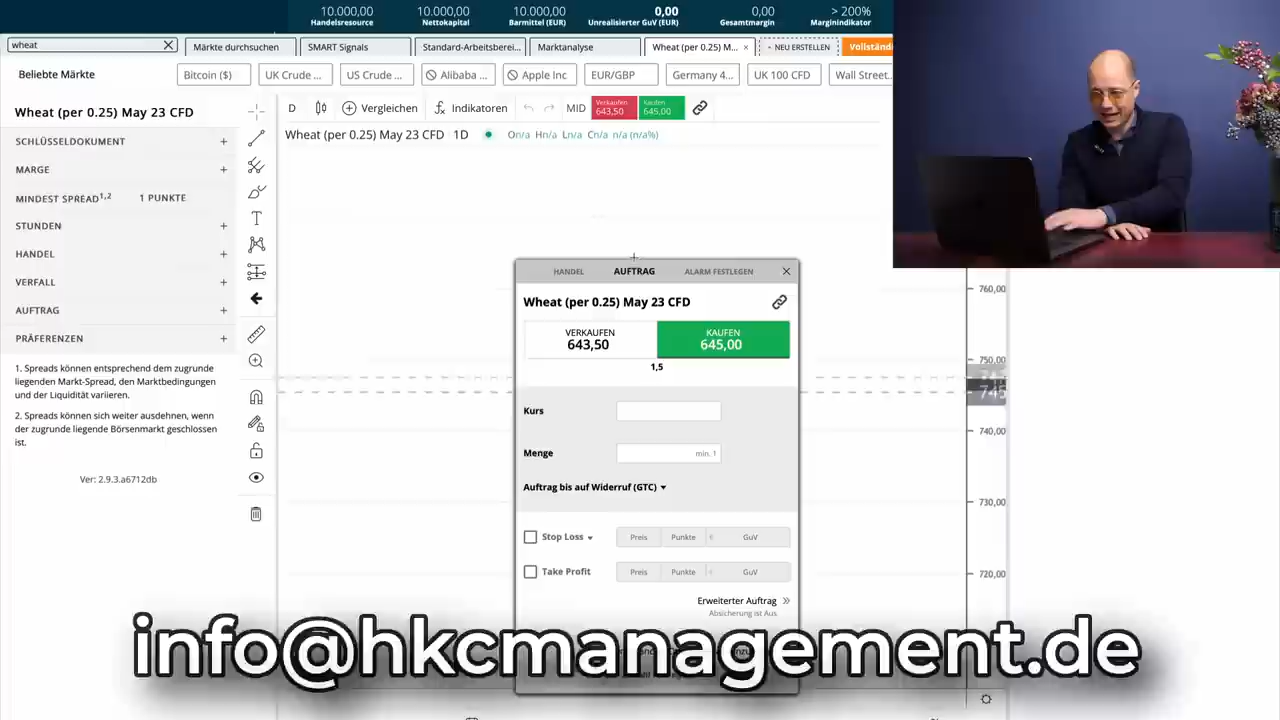 10.000,00 10.000,00 10.000,00 0,00 0,00 > 200%
Handelsresource Nettokapital Barmittel (EUR) Unrealisierter GuV (EUR) Gesamtmargin Marginindikator
wheat
Märkte durchsuchen SMART Signals Standard-Arbeitsberei... Marktanalyse Wheat (per 0.25) M... × + NEU ERSTELLEN Vollständi
Beliebte Märkte Bitcoin ($) UK Crude ... US Crude ... Alibaba ... Apple Inc EUR/GBP Germany 4... UK 100 CFD Wall Street...
Wheat (per 0.25) May 23 CFD
D Vergleichen Indikatoren MID Verkaufen 643,50 Kaufen 645,00
Wheat (per 0.25) May 23 CFD 1D On/a Hn/a Ln/a Cn/a n/a (n/a%)
SCHLÜSSELDOKUMENT +
MARGE +
MINDEST SPREAD1,2 1 PUNKTE
STUNDEN +
HANDEL +
VERFALL +
AUFTRAG +
PRÄFERENZEN +
1. Spreads können entsprechend dem zugrunde
liegenden Markt-Spread, den Marktbedingungen
und der Liquidität variieren.
2. Spreads können sich weiter ausdehnen, wenn
der zugrunde liegende Börsenmarkt geschlossen
ist.
Ver: 2.9.3.a6712db
HANDEL AUFTRAG ALARM FESTLEGEN
Wheat (per 0.25) May 23 CFD
VERKAUFEN KAUFEN
643,50 645,00
1,5
Kurs
Menge min. 1
Auftrag bis auf Widerruf (GTC)
Stop Loss Preis Punkte € GuV
Take Profit Preis Punkte € GuV
Erweiterter Auftrag
Absicherung ist Aus
760,00
750,00
745
740,00
730,00
720,00
info@hkcmanagement.de